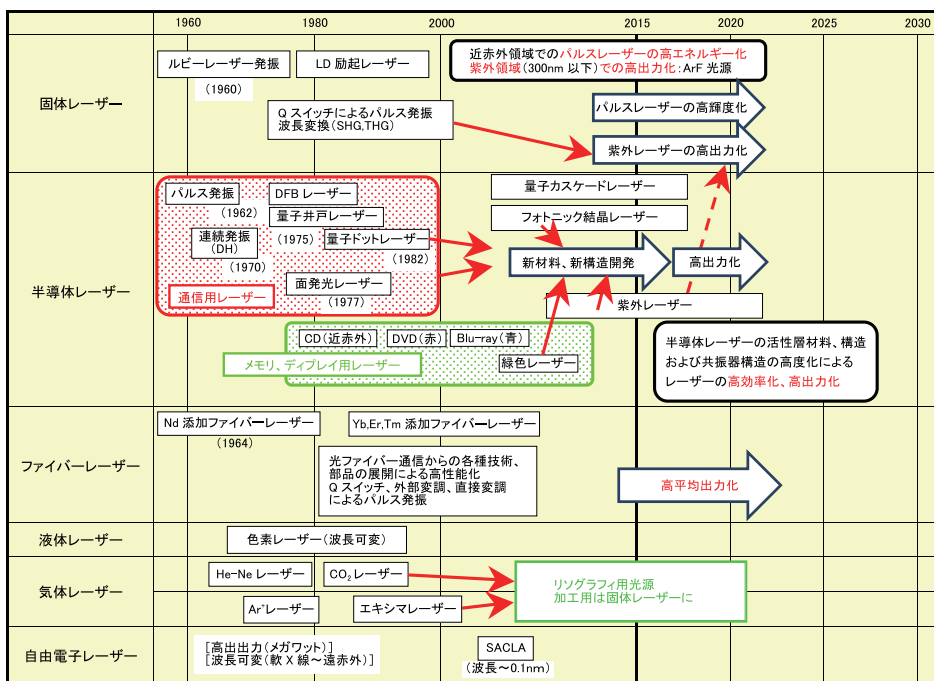 1960 1980 2000 2015 2020 2025 2030
固体レーザー
ルビーレーザー発振
(1960)
LD 励起レーザー
Q スイッチによるパルス発振
波長変換(SHG,THG)
近赤外領域でのパルスレーザーの高エネルギー化
紫外領域(300nm 以下)での高出力化:ArF 光源
パルスレーザーの高輝度化
紫外レーザーの高出力化
半導体レーザー
パルス発振
(1962)
DFB レーザー
量子井戸レーザー
(1975)
連続発振
(DH)
(1970)
量子ドットレーザー
(1982)
面発光レーザー
(1977)
通信用レーザー
量子カスケードレーザー
フォトニック結晶レーザー
新材料、新構造開発
高出力化
紫外レーザー
CD(近赤外)
DVD(赤)
Blu-ray(青)
緑色レーザー
メモリ、ディプレイ用レーザー
半導体レーザーの活性層材料、構造
および共振器構造の高度化による
レーザーの高効率化、高出力化
ファイバーレーザー
Nd 添加ファイバーレーザー
(1964)
Yb,Er,Tm 添加ファイバーレーザー
光ファイバー通信からの各種技術、
部品の展開による高性能化
Q スイッチ、外部変調、直接変調
によるパルス発振
高平均出力化
液体レーザー
色素レーザー(波長可変)
気体レーザー
He-Ne レーザー
CO₂ レーザー
Ar⁺レーザー
エキシマレーザー
リソグラフィ用光源
加工用は固体レーザーに
自由電子レーザー
[高出出力(メガワット)]
[波長可変(軟 X 線~遠赤外)]
SACLA
(波長~0.1nm)